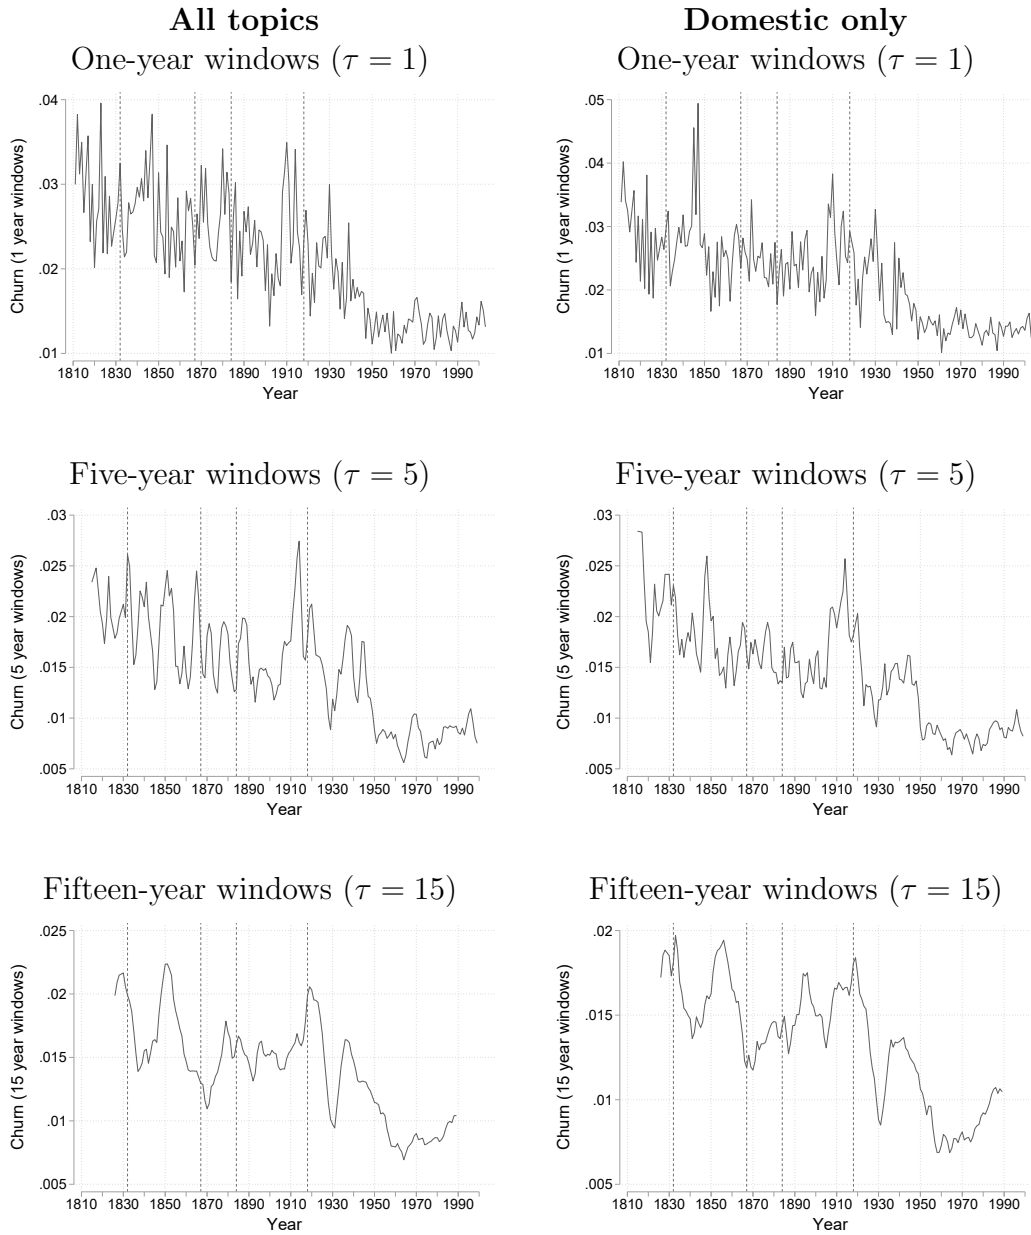 All topics
One-year windows (τ = 1)
.04
.03
.02
.01
Churn (1 year windows)
1810 1830 1850 1870 1890 1910 1930 1950 1970 1990
Year
Domestic only
One-year windows (τ = 1)
.05
.04
.03
.02
.01
Churn (1 year windows)
1810 1830 1850 1870 1890 1910 1930 1950 1970 1990
Year
Five-year windows (τ = 5)
.03
.025
.02
.015
.01
.005
Churn (5 year windows)
1810 1830 1850 1870 1890 1910 1930 1950 1970 1990
Year
Five-year windows (τ = 5)
.03
.025
.02
.015
.01
.005
Churn (5 year windows)
1810 1830 1850 1870 1890 1910 1930 1950 1970 1990
Year
Fifteen-year windows (τ = 15)
.025
.02
.015
.01
.005
Churn (15 year windows)
1810 1830 1850 1870 1890 1910 1930 1950 1970 1990
Year
Fifteen-year windows (τ = 15)
.02
.015
.01
.005
Churn (15 year windows)
1810 1830 1850 1870 1890 1910 1930 1950 1970 1990
Year